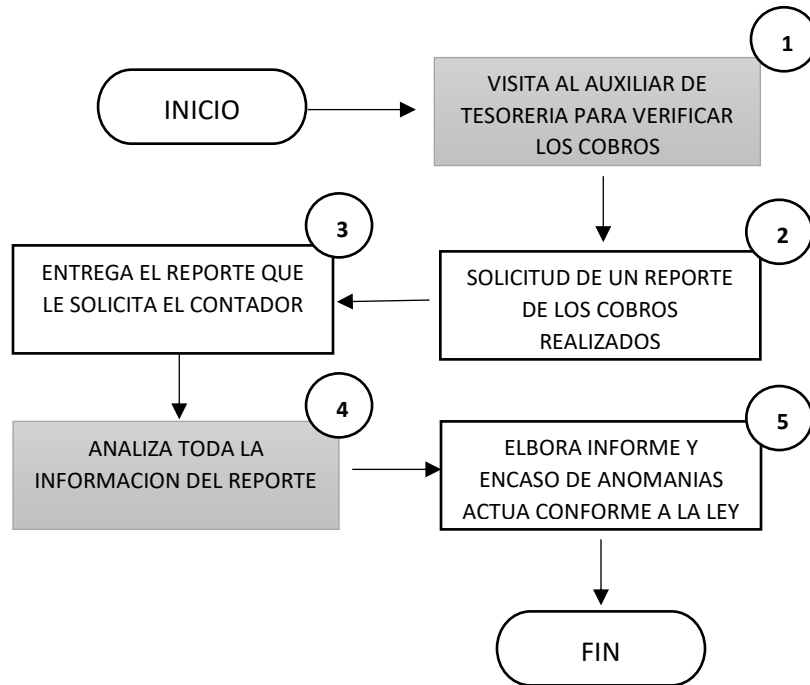 INICIO
1
VISITA AL AUXILIAR DE
TESORERIA PARA VERIFICAR
LOS COBROS
2
SOLICITUD DE UN REPORTE
DE LOS COBROS
REALIZADOS
3
ENTREGA EL REPORTE QUE
LE SOLICITA EL CONTADOR
4
ANALIZA TODA LA
INFORMACION DEL REPORTE
5
ELBORA INFORME Y
ENCASO DE ANOMANIAS
ACTUA CONFORME A LA LEY
FIN